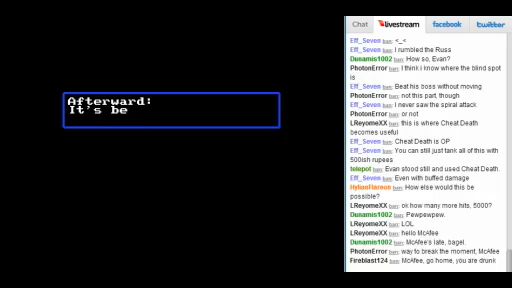 Afterward:
It's be
Chat livestream facebook twitter
Eff_Seven ban: <_<
Eff_Seven ban: I rumbled the Russ
Dunamis1002 ban: How so, Evan?
PhotonError ban: I think i know where the blind spot
is
Eff_Seven ban: Beat his boss without moving
PhotonError ban: not this part, though
Eff_Seven ban: I never saw the spiral attack
PhotonError ban: or not
LReyomeXX ban: this is where Cheat Death
becomes useful
Eff_Seven ban: Cheat Death is OP
Eff_Seven ban: You can still just tank all of this with
500ish rupees
telepot ban: Evan stood still and used Cheat Death.
Eff_Seven ban: Even with buffed damage
HylianHareon ban: How else would this be
possible?
LReyomeXX ban: ok how many more hits, 5000?
Dunamis1002 ban: Pewpewpew.
LReyomeXX ban: LOL
LReyomeXX ban: hello McAfee
Dunamis1002 ban: McAfee's late, bagel.
PhotonError ban: way to break the moment, McAfee
Fireblast124 ban: McAfee, go home, you are drunk